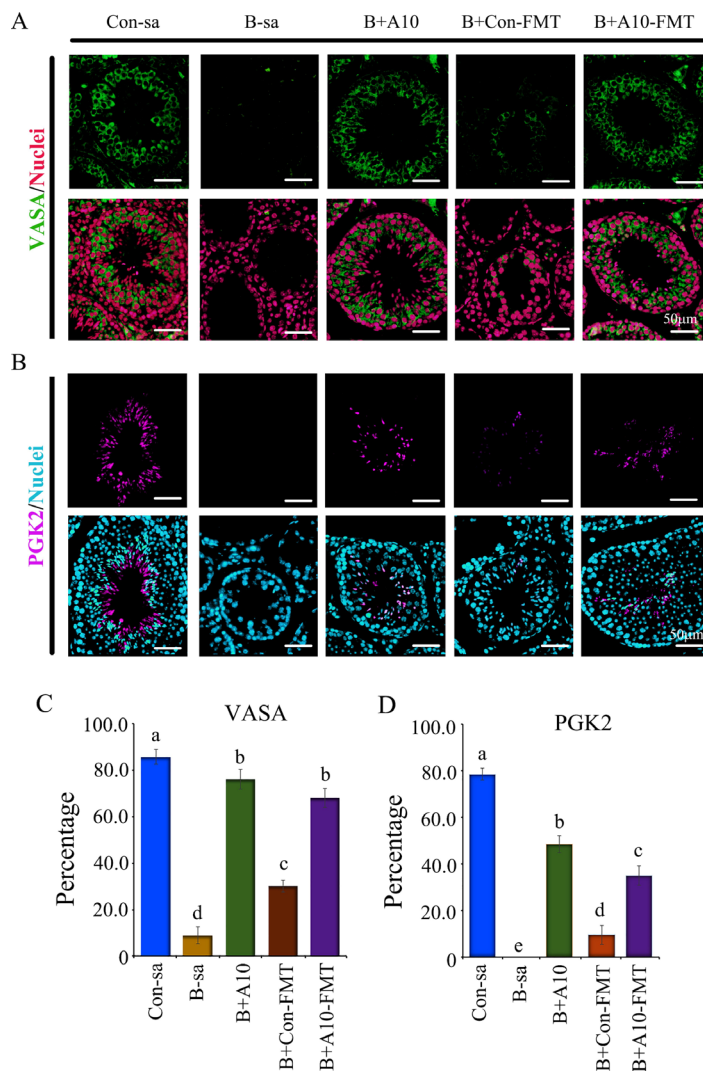 A
Con-sa B-sa B+A10 B+Con-FMT B+A10-FMT
VASA/Nuclei
50μm
B
PGK2/Nuclei
50μm
C
VASA
Percentage
100.0
80.0
60.0
40.0
20.0
0
a
d
b
c
b
Con-sa
B-sa
B+A10
B+Con-FMT
B+A10-FMT
D
PGK2
Percentage
100.0
80.0
60.0
40.0
20.0
0
a
e
b
d
c
Con-sa
B-sa
B+A10
B+Con-FMT
B+A10-FMT